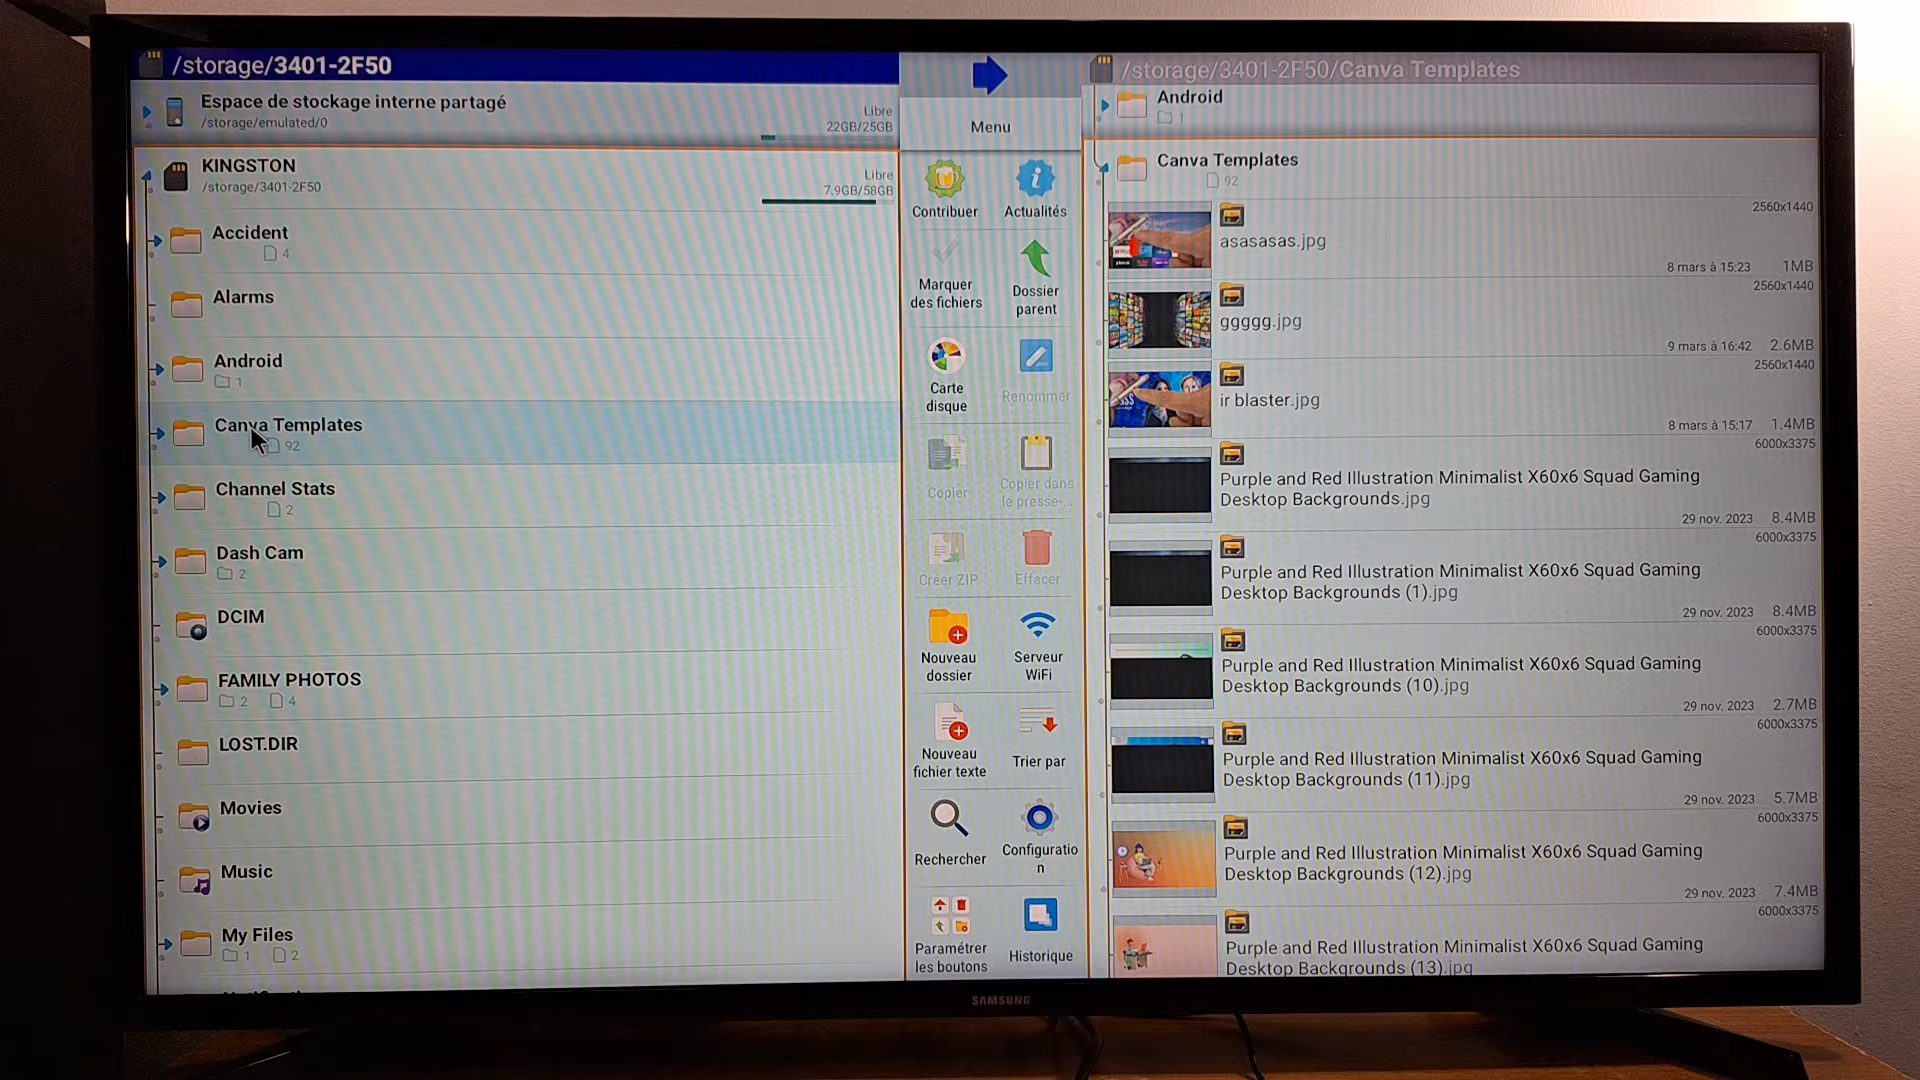 /storage/3401-2F50
Espace de stockage interne partagé
/storage/emulated/0
Libre
22GB/25GB
KINGSTON
/storage/3401-2F50
Libre
7.9GB/58GB
Accident
4
Alarms
Android
1
Canva Templates
92
Channel Stats
2
Dash Cam
2
DCIM
FAMILY PHOTOS
2 4
LOST.DIR
Movies
Music
My Files
1 2
Menu
Contribuer
Actualités
Marquer
des fichiers
Dossier
parent
Carte
disque
Renommer
Copier
Copier dans
le presse-...
Créer ZIP
Effacer
Nouveau
dossier
Serveur
WiFi
Nouveau
fichier texte
Trier par
Rechercher
Configuratio
n
Paramétrer
les boutons
Historique
/storage/3401-2F50/Canva Templates
Android
1
Canva Templates
92
2560x1440
asasasas.jpg
8 mars à 15:23 1MB
2560x1440
ggggg.jpg
9 mars à 16:42 2.6MB
2560x1440
ir blaster.jpg
8 mars à 15:17 1.4MB
6000x3375
Purple and Red Illustration Minimalist X60x6 Squad Gaming
Desktop Backgrounds.jpg
29 nov. 2023 8.4MB
6000x3375
Purple and Red Illustration Minimalist X60x6 Squad Gaming
Desktop Backgrounds (1).jpg
29 nov. 2023 8.4MB
6000x3375
Purple and Red Illustration Minimalist X60x6 Squad Gaming
Desktop Backgrounds (10).jpg
29 nov. 2023 2.7MB
6000x3375
Purple and Red Illustration Minimalist X60x6 Squad Gaming
Desktop Backgrounds (11).jpg
29 nov. 2023 5.7MB
6000x3375
Purple and Red Illustration Minimalist X60x6 Squad Gaming
Desktop Backgrounds (12).jpg
29 nov. 2023 7.4MB
6000x3375
Purple and Red Illustration Minimalist X60x6 Squad Gaming
Desktop Backgrounds (13).jpg
SAMSUNG